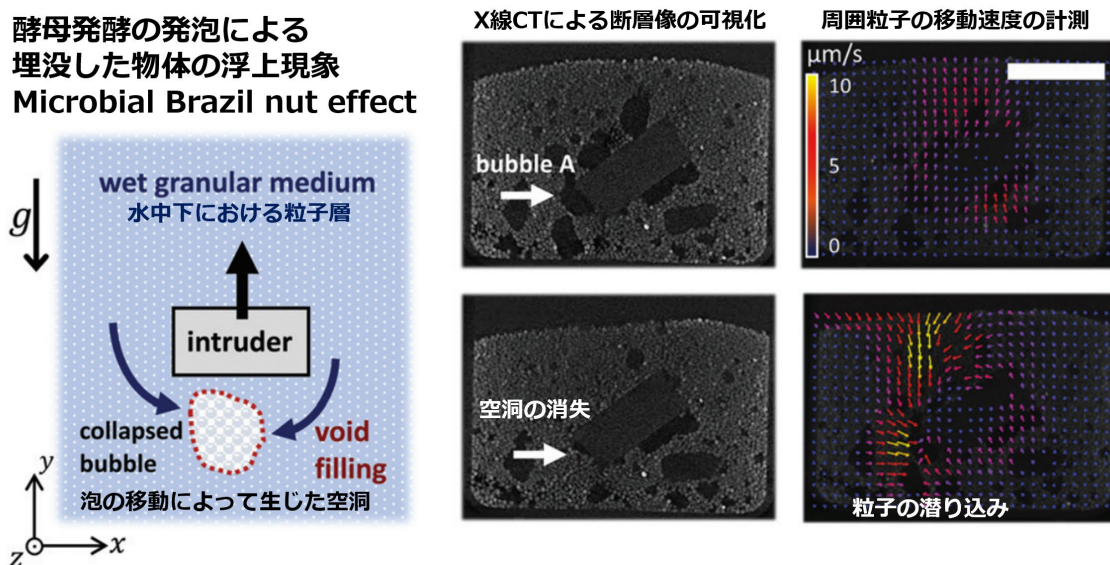 酵母発酵の発泡による
埋没した物体の浮上現象
Microbial Brazil nut effect
g
wet granular medium
水中下における粒子層
intruder
collapsed
bubble
void
filling
泡の移動によって生じた空洞
y
x
z
X線CTによる断層像の可視化
bubble A
空洞の消失
周囲粒子の移動速度の計測
μm/s
10
5
0
粒子の潜り込み